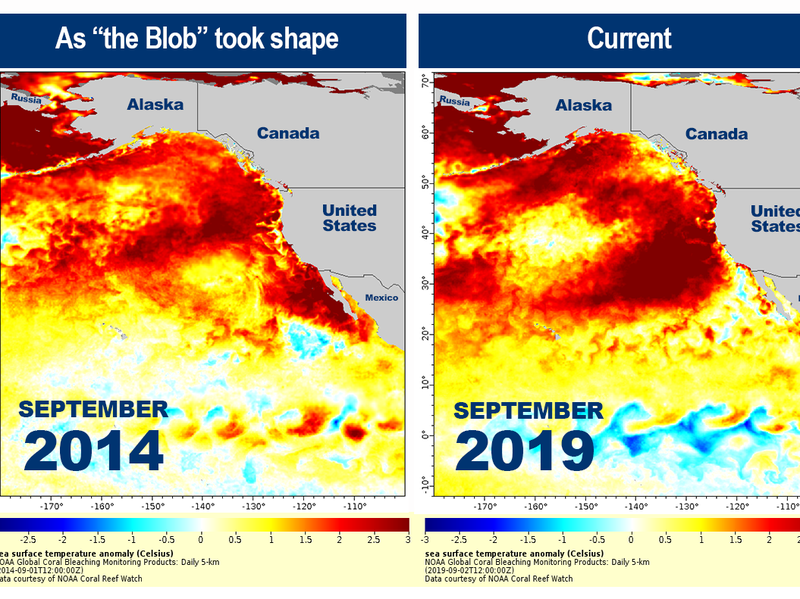 As “the Blob” took shape
Russia
Alaska
Canada
United
States
Mexico
SEPTEMBER
2014
-170° -160° -150° -140° -130° -120° -110°
-2.5 -2 -1.5 -1 -0.5 0 0.5 1 1.5 2 2.5 3
ea surface temperature anomaly (Celsius)
OAA Global Coral Bleaching Monitoring Products: Daily 5-km
2014-09-01T12:00:00Z)
ata courtesy of NOAA Coral Reef Watch
Current
70°
60°
50°
40°
30°
20°
10°
0°
-10°
Russia
Alaska
Canada
United
States
SEPTEMBER
2019
-170° -160° -150° -140° -130° -120° -110°
-3 -2.5 -2 -1.5 -1 -0.5 0 0.5 1 1.5 2 2
sea surface temperature anomaly (Celsius)
NOAA Global Coral Bleaching Monitoring Products: Daily 5-km
(2019-09-02T12:00:00Z)
Data courtesy of NOAA Coral Reef Watch